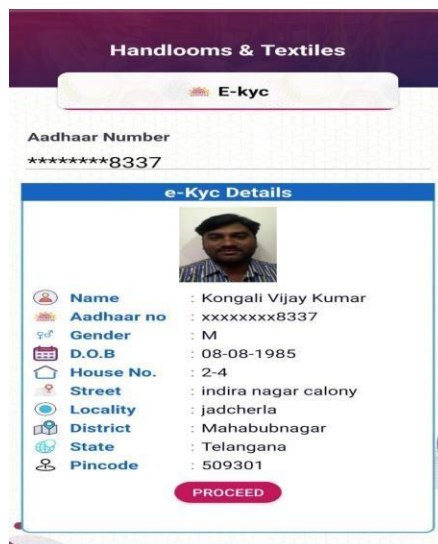 Handlooms & Textiles
E-kyc
Aadhaar Number
********8337
e-Kyc Details
Name : Kongali Vijay Kumar
Aadhaar no : xxxxxxxx8337
Gender : M
D.O.B : 08-08-1985
House No. : 2-4
Street : indira nagar calony
Locality : jadcherla
District : Mahabubnagar
State : Telangana
Pincode : 509301
PROCEED